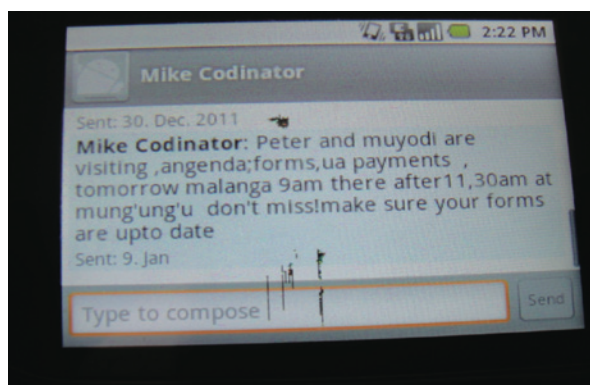 2:22 PM
Mike Codinator
Sent: 30. Dec. 2011
Mike Codinator: Peter and muyodi are
visiting ,angenda;forms,ua payments ,
tomorrow malanga 9am there after11,30am at
mung'ung'u don't miss!make sure your forms
are upto date
Sent: 9. Jan
Type to compose
Send